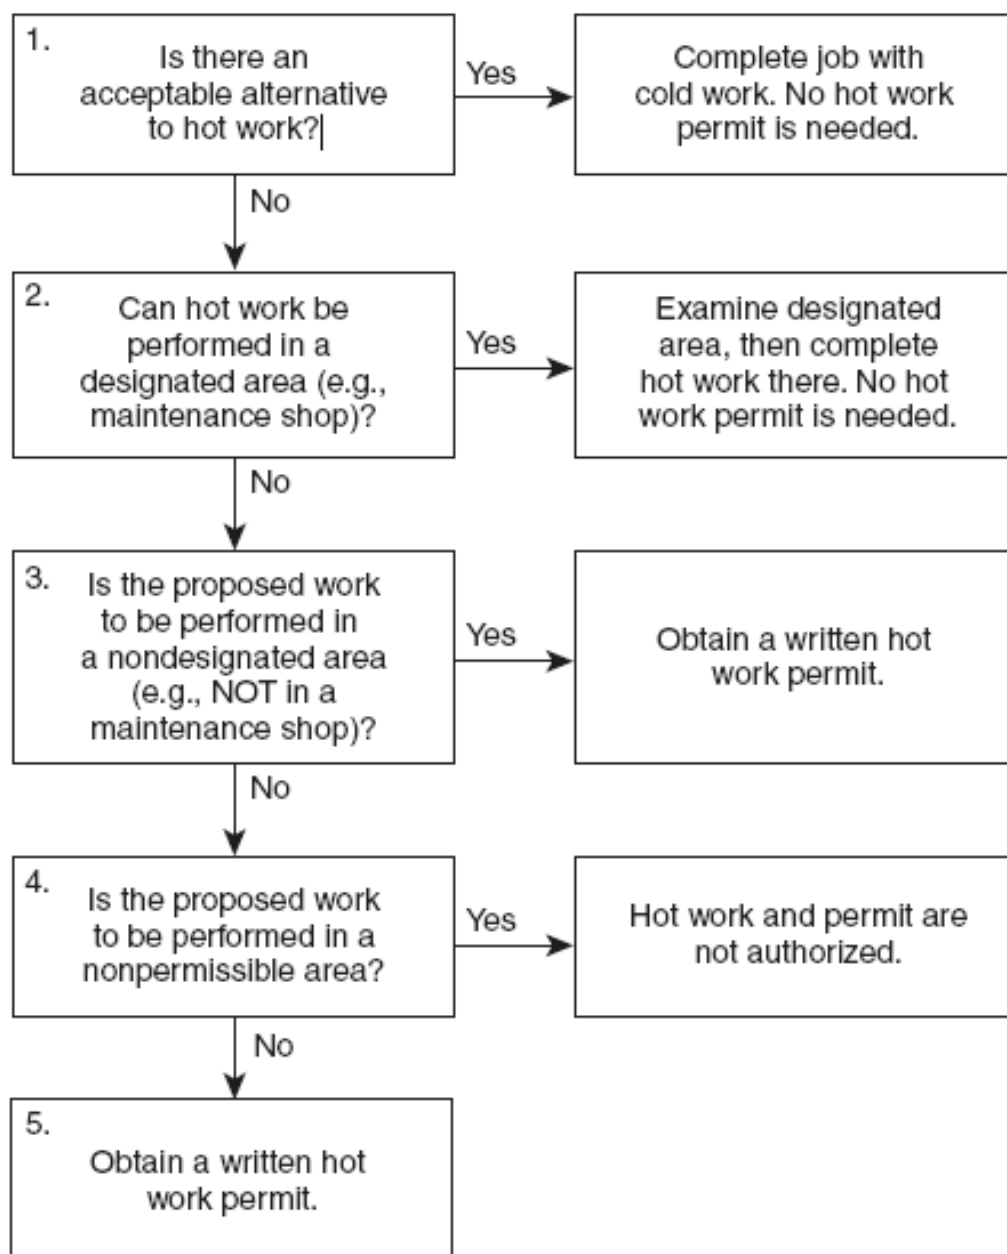 1.
Is there an
acceptable alternative
to hot work?
Yes
Complete job with
cold work. No hot work
permit is needed.
No
2.
Can hot work be
performed in a
designated area (e.g.,
maintenance shop)?
Yes
Examine designated
area, then complete
hot work there. No hot
work permit is needed.
No
3.
Is the proposed work
to be performed in
a nondesignated area
(e.g., NOT in a
maintenance shop)?
Yes
Obtain a written hot
work permit.
No
4.
Is the proposed work
to be performed in a
nonpermissible area?
Yes
Hot work and permit are
not authorized.
No
5.
Obtain a written hot
work permit.